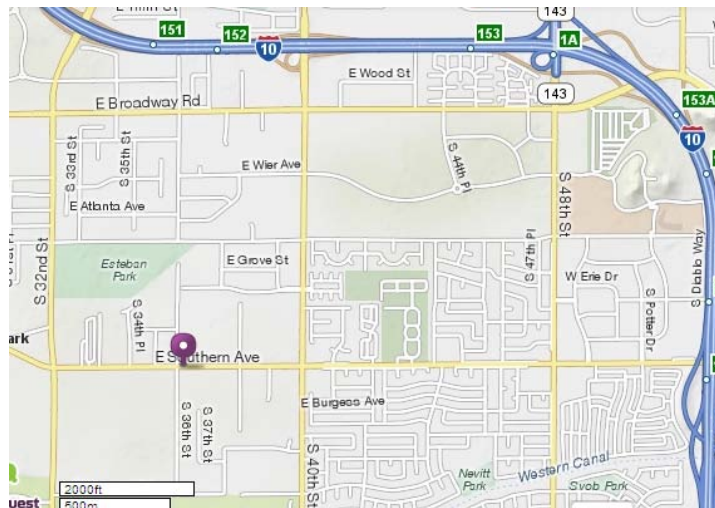 143
151
152
10
153
1A
E Wood St
143
E Broadway Rd
153A
10
S 33rd St
S 35th St
E Wier Ave
S 44th Pl
E Atlanta Ave
S 48th St
S 32nd St
Esteban
Park
E Grove St
S 47th Pl
W Erie Dr
S Diablo Way
S 34th Pl
S Potter Dr
ark
E Southern Ave
E Burgess Ave
S 36th St
S 37th St
S 40th St
Western Canal
Nevitt
Park
Svob Park
2000ft
uest
500m